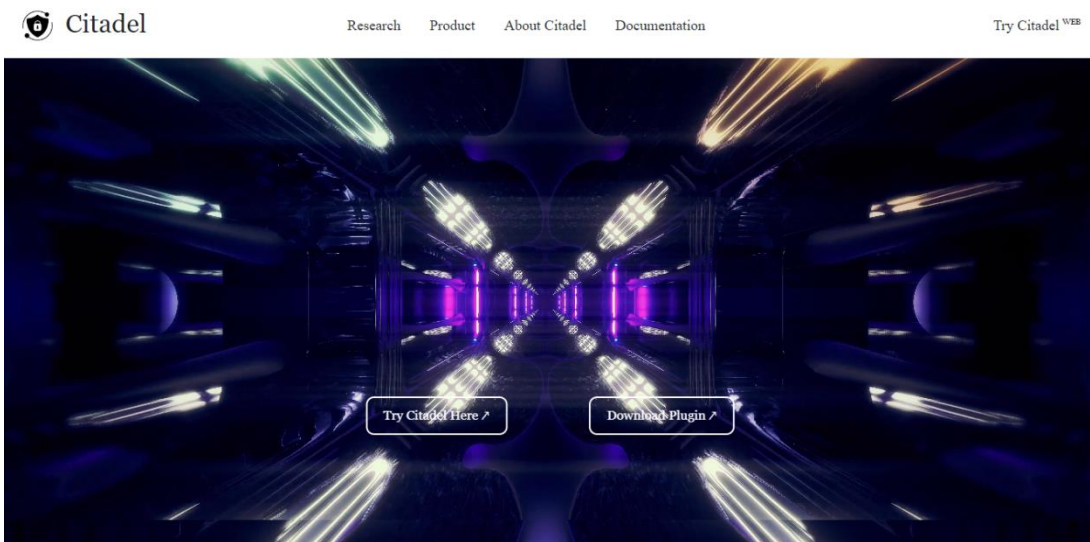 Citadel
Research Product About Citadel Documentation
Try Citadel WEB
Try Citadel Here ↗
Download Plugin ↗